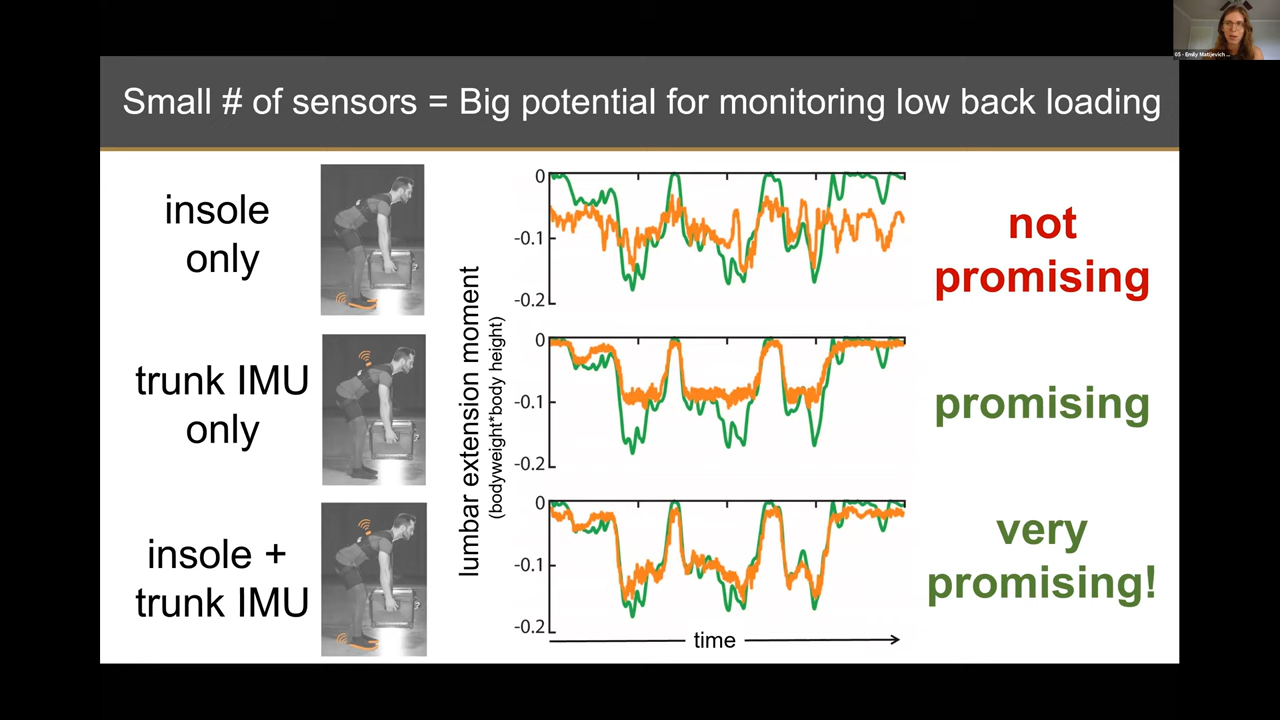 05 - Emily Matijevich ...
Small # of sensors = Big potential for monitoring low back loading
insole
only
trunk IMU
only
insole +
trunk IMU
lumbar extension moment
(bodyweight*body height)
0
-0.1
-0.2
0
-0.1
-0.2
0
-0.1
-0.2
time
not
promising
promising
very
promising!